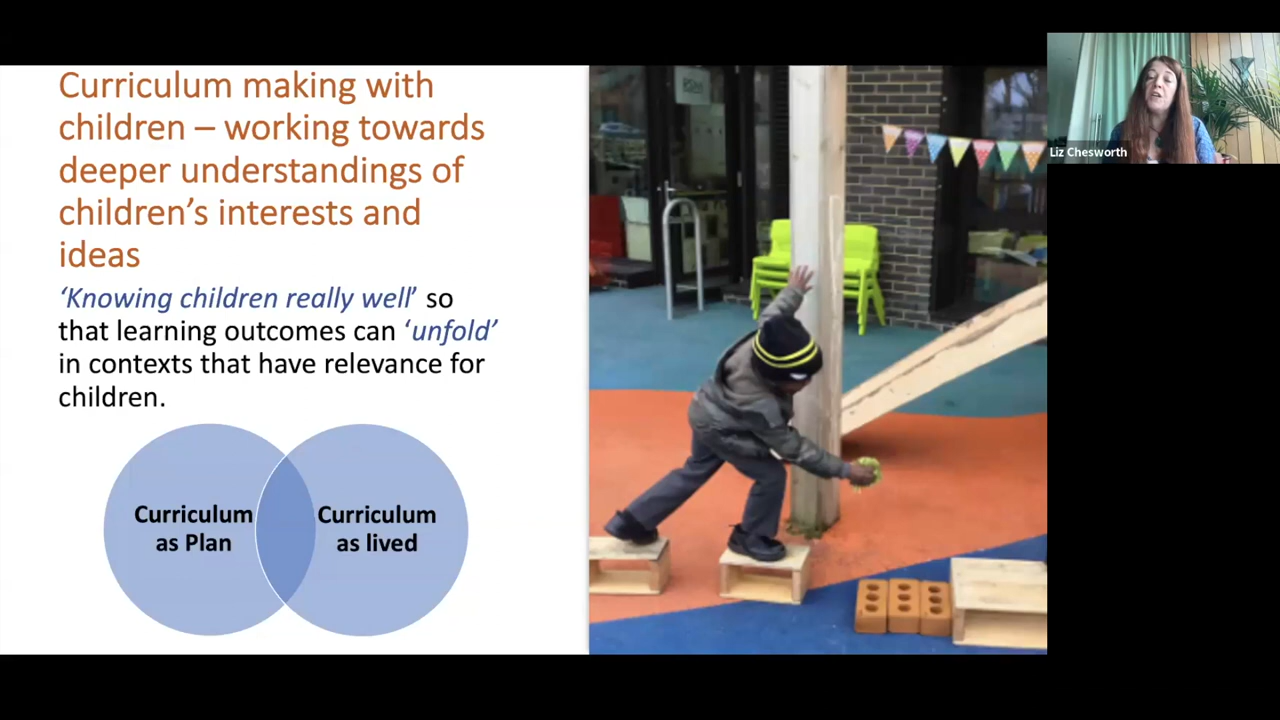 Curriculum making with
children – working towards
deeper understandings of
children’s interests and
ideas
‘Knowing children really well’ so
that learning outcomes can ‘unfold’
in contexts that have relevance for
children.
Curriculum
as Plan
Curriculum
as lived
Liz Chesworth